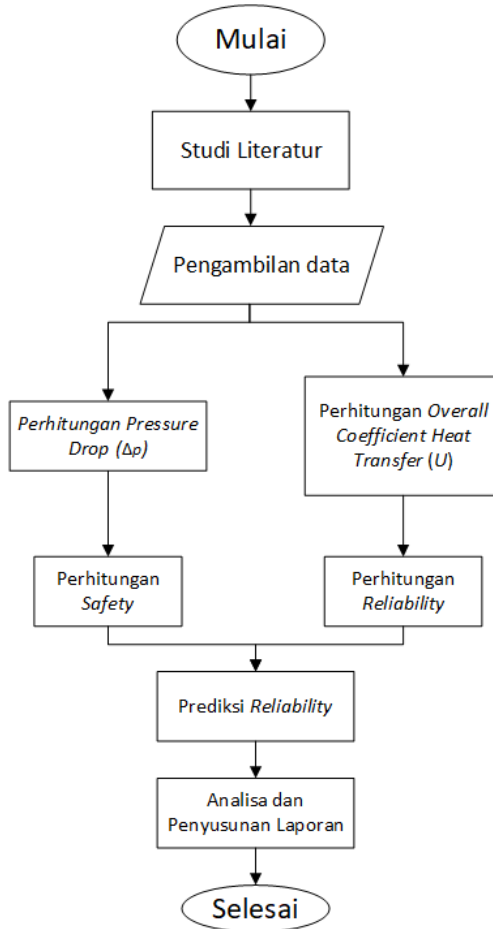 Mulai
Studi Literatur
Pengambilan data
Perhitungan Pressure
Drop (Δp)
Perhitungan Overall
Coefficient Heat
Transfer (U)
Perhitungan
Safety
Perhitungan
Reliability
Prediksi Reliability
Analisa dan
Penyusunan Laporan
Selesai